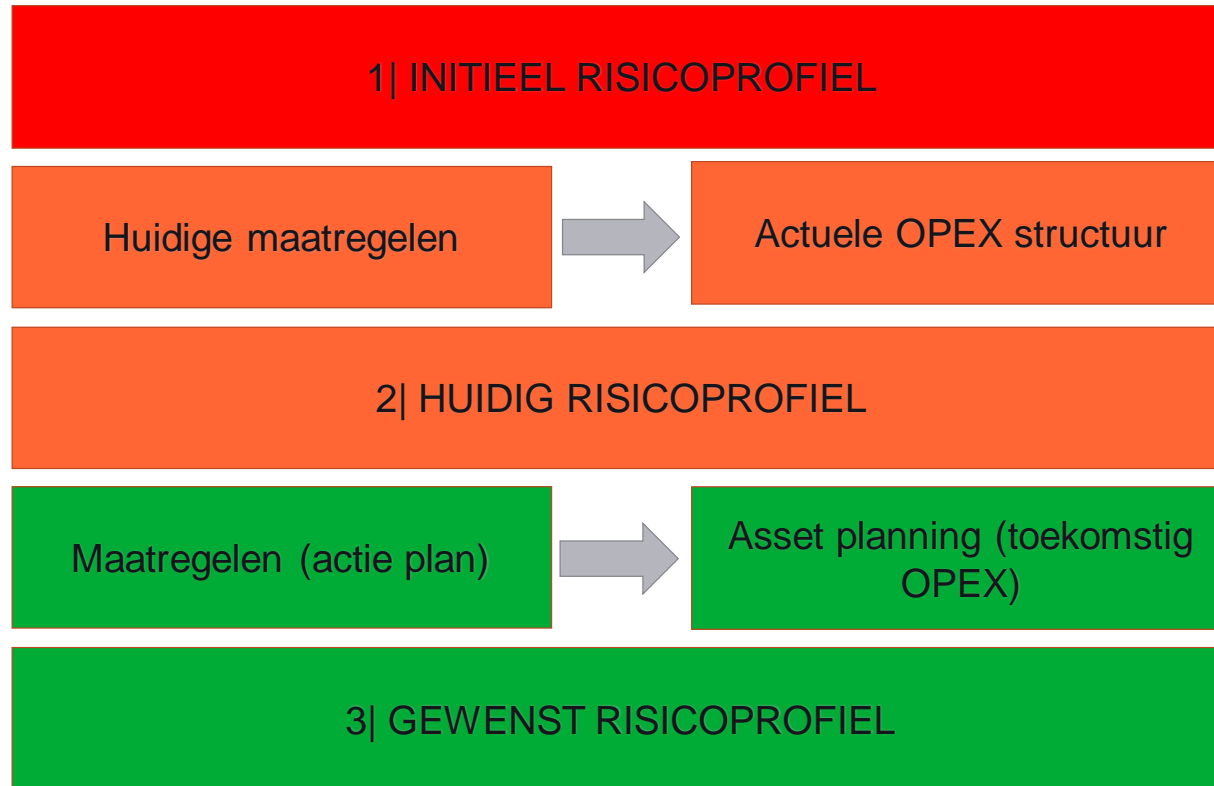 1| INITIEEL RISICOPROFIEL
Huidige maatregelen
Actuele OPEX structuur
2| HUIDIG RISICOPROFIEL
Maatregelen (actie plan)
Asset planning (toekomstig
OPEX)
3| GEWENST RISICOPROFIEL